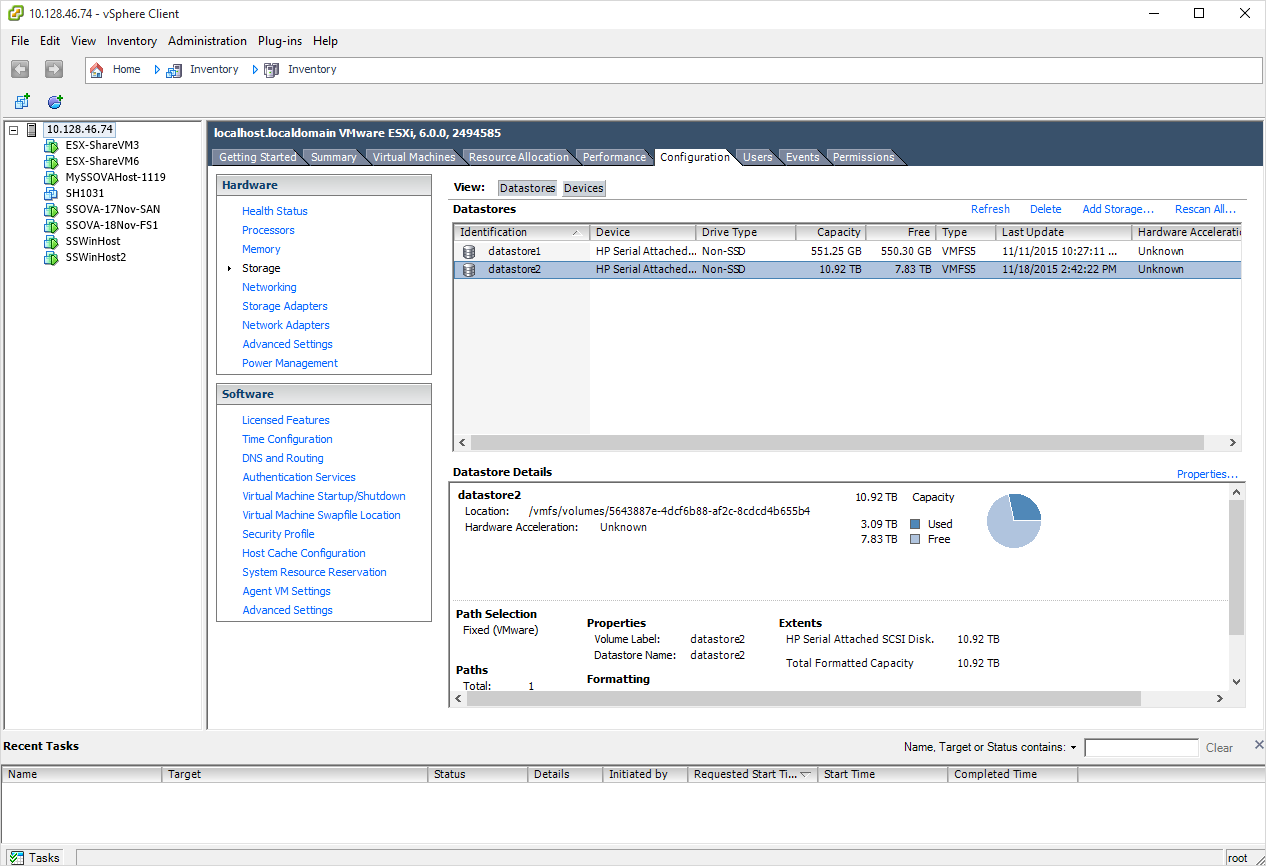 10.128.46.74 - vSphere Client
File Edit View Inventory Administration Plug-ins Help
Home Inventory Inventory
10.128.46.74
ESX-ShareVM3
ESX-ShareVM6
MySSOVAHost-1119
SH1031
SSOVA-17Nov-SAN
SSOVA-18Nov-FS1
SSWinHost
SSWinHost2
localhost.localdomain VMware ESXi, 6.0.0, 2494585
Getting Started Summary Virtual Machines Resource Allocation Performance Configuration Users Events Permissions
Hardware
Health Status
Processors
Memory
Storage
Networking
Storage Adapters
Network Adapters
Advanced Settings
Power Management
Software
Licensed Features
Time Configuration
DNS and Routing
Authentication Services
Virtual Machine Startup/Shutdown
Virtual Machine Swapfile Location
Security Profile
Host Cache Configuration
System Resource Reservation
Agent VM Settings
Advanced Settings
View: Datastores Devices
Datastores Refresh Delete Add Storage... Rescan All...
Identification Device Drive Type Capacity Free Type Last Update Hardware Acceleratio
datastore1 HP Serial Attached... Non-SSD 551.25 GB 550.30 GB VMFS5 11/11/2015 10:27:11 ... Unknown
datastore2 HP Serial Attached... Non-SSD 10.92 TB 7.83 TB VMFS5 11/18/2015 2:42:22 PM Unknown
Datastore Details Properties...
datastore2 10.92 TB Capacity
Location: /vmfs/volumes/5643887e-4dcf6b88-af2c-8cdcd4b655b4
Hardware Acceleration: Unknown
3.09 TB Used
7.83 TB Free
Path Selection
Fixed (VMware)
Paths
Total: 1
Properties
Volume Label: datastore2
Datastore Name: datastore2
Formatting
Extents
HP Serial Attached SCSI Disk. 10.92 TB
Total Formatted Capacity 10.92 TB
Recent Tasks Name, Target or Status contains: Clear
Name Target Status Details Initiated by Requested Start Ti... Start Time Completed Time
Tasks root